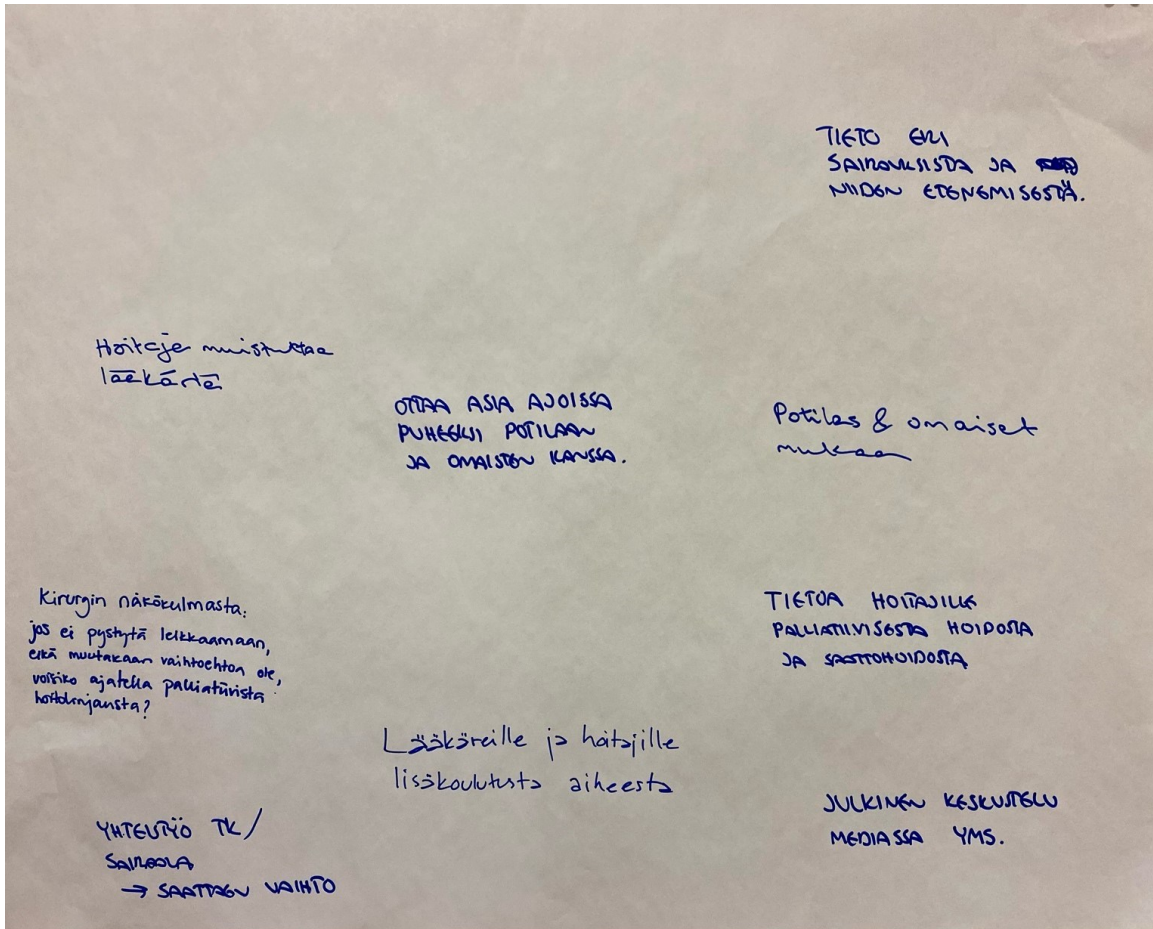 TIETO ERI
SAIRAUKSISTA JA
NIIDEN ETENEMISESTÄ.
Hoitaja muistuttaa
lääkäriä
OTTAA ASIA AJOISSA
PUHEEKSI POTILAAN
JA OMAISTEN KANSSA.
Potilas & omaiset
mukaan
Kirurgin näkökulmasta:
jos ei pystytä leikkaamaan,
eikä muutakaan vaihtoehtoa ole,
voisiko ajatella palliatiivista
hoitolinjausta?
TIETOA HOITAJILLE
PALLIATIIVISESTA HOIDOSTA
JA SAATTOHOIDOSTA
Lääkäreille ja hoitajille
lisäkoulutusta aiheesta
YHTEISTYÖ TK/
SAIRAALA
→ SAATTAEN VAIHTO
JULKINEN KESKUSTELU
MEDIASSA YMS.